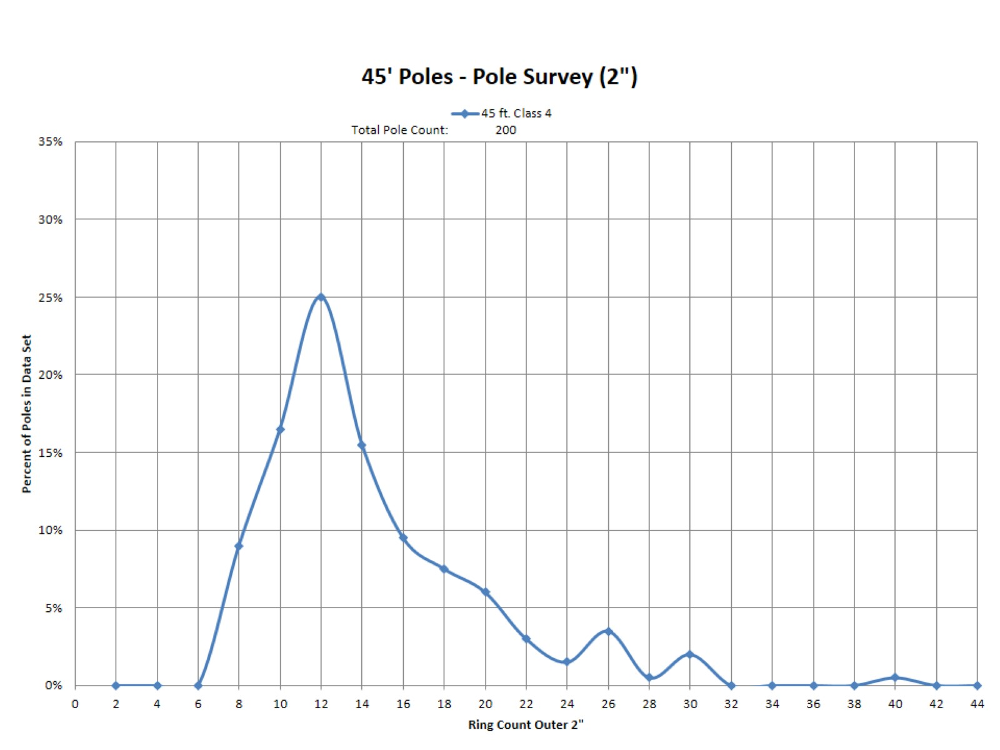 45' Poles - Pole Survey (2")
45 ft. Class 4
Total Pole Count: 200
35%
30%
25%
20%
15%
10%
5%
0%
Percent of Poles in Data Set
0 2 4 6 8 10 12 14 16 18 20 22 24 26 28 30 32 34 36 38 40 42 44
Ring Count Outer 2"